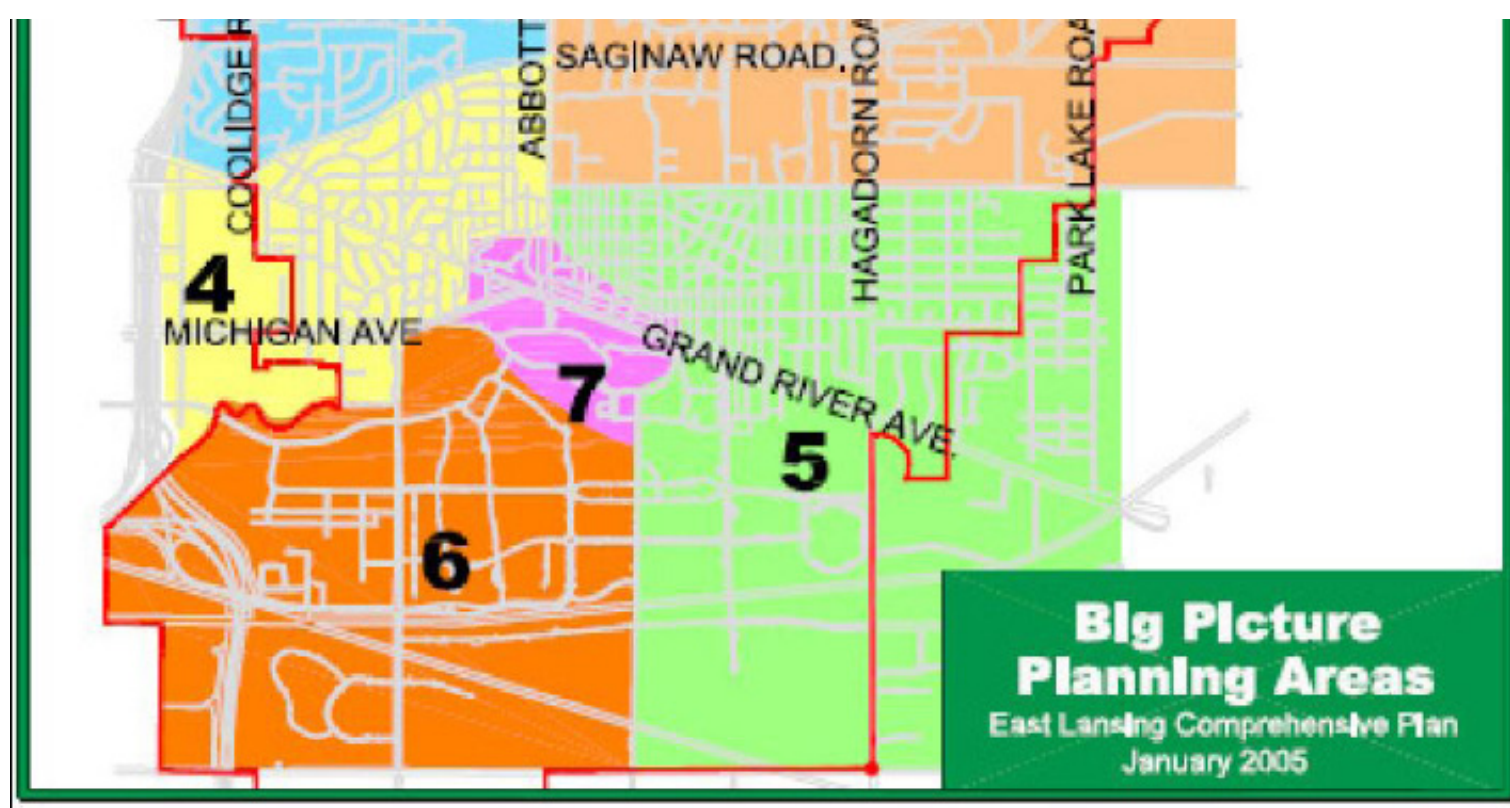 COOLIDGE R
ABBOTT
SAGINAW ROAD.
HAGADORN ROA
PARK LAKE ROA
4
MICHIGAN AVE
7
GRAND RIVER AVE.
5
6
Big Picture
Planning Areas
East Lansing Comprehensive Plan
January 2005